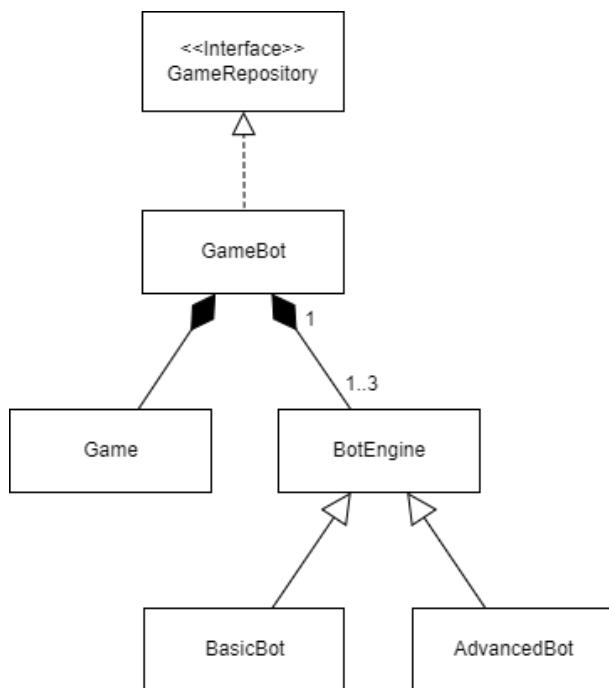 <<Interface>>
GameRepository
GameBot
1
1..3
Game
BotEngine
BasicBot
AdvancedBot